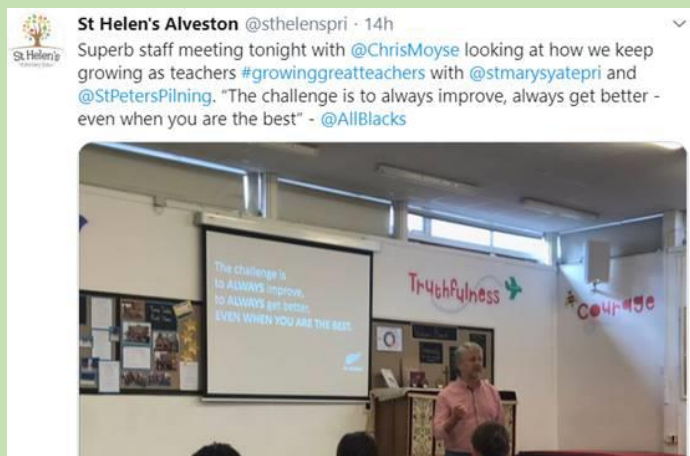 St Helen's Alveston @sthelenspri · 14h
St Helen's
Superb staff meeting tonight with @ChrisMoyse looking at how we keep
growing as teachers #growinggreatteachers with @stmarysyatepri and
@StPetersPilning. "The challenge is to always improve, always get better -
even when you are the best" - @AllBlacks
The challenge is
to ALWAYS improve,
to ALWAYS get better,
EVEN WHEN YOU ARE THE BEST.
Truthfulness
courage